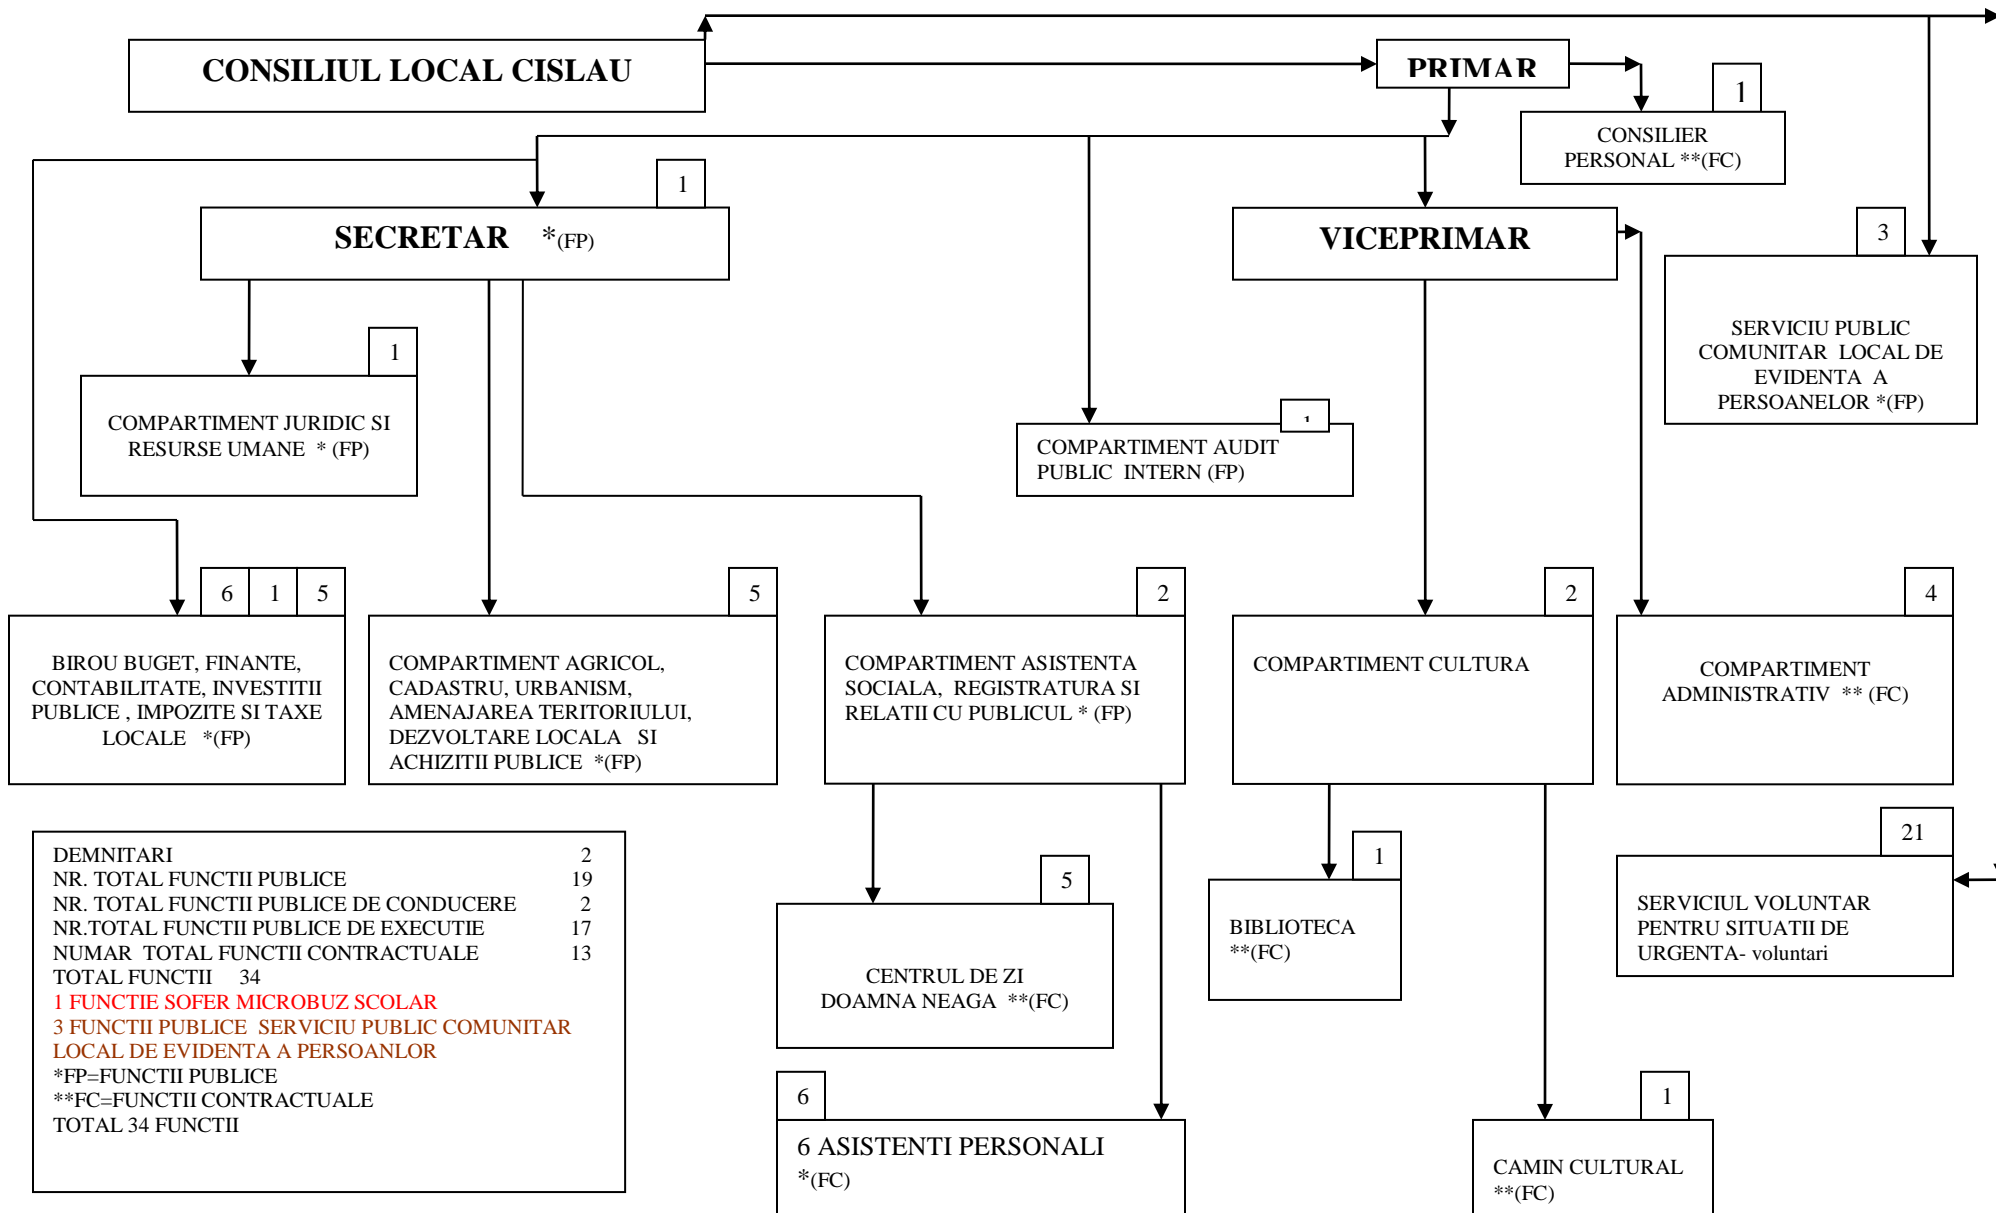 CONSILIUL LOCAL CISLAU
PRIMAR
1
CONSILIER
PERSONAL **(FC)
1
SECRETAR *(FP)
VICEPRIMAR
3
SERVICIU PUBLIC
COMUNITAR LOCAL DE
EVIDENTA A
PERSOANELOR *(FP)
1
COMPARTIMENT JURIDIC SI
RESURSE UMANE * (FP)
1
COMPARTIMENT AUDIT
PUBLIC INTERN (FP)
6 1 5
BIROU BUGET, FINANTE,
CONTABILITATE, INVESTITII
PUBLICE , IMPOZITE SI TAXE
LOCALE *(FP)
5
COMPARTIMENT AGRICOL,
CADASTRU, URBANISM,
AMENAJAREA TERITORIULUI,
DEZVOLTARE LOCALA SI
ACHIZITII PUBLICE *(FP)
2
COMPARTIMENT ASISTENTA
SOCIALA, REGISTRATURA SI
RELATII CU PUBLICUL * (FP)
2
COMPARTIMENT CULTURA
4
COMPARTIMENT
ADMINISTRATIV ** (FC)
DEMNITARI 2
NR. TOTAL FUNCTII PUBLICE 19
NR. TOTAL FUNCTII PUBLICE DE CONDUCERE 2
NR.TOTAL FUNCTII PUBLICE DE EXECUTIE 17
NUMAR TOTAL FUNCTII CONTRACTUALE 13
TOTAL FUNCTII 34
1 FUNCTIE SOFER MICROBUZ SCOLAR
3 FUNCTII PUBLICE SERVICIU PUBLIC COMUNITAR
LOCAL DE EVIDENTA A PERSOANLOR
*FP=FUNCTII PUBLICE
**FC=FUNCTII CONTRACTUALE
TOTAL 34 FUNCTII
5
CENTRUL DE ZI
DOAMNA NEAGA **(FC)
1
BIBLIOTECA
**(FC)
21
SERVICIUL VOLUNTAR
PENTRU SITUATII DE
URGENTA- voluntari
6
6 ASISTENTI PERSONALI
*(FC)
1
CAMIN CULTURAL
**(FC)